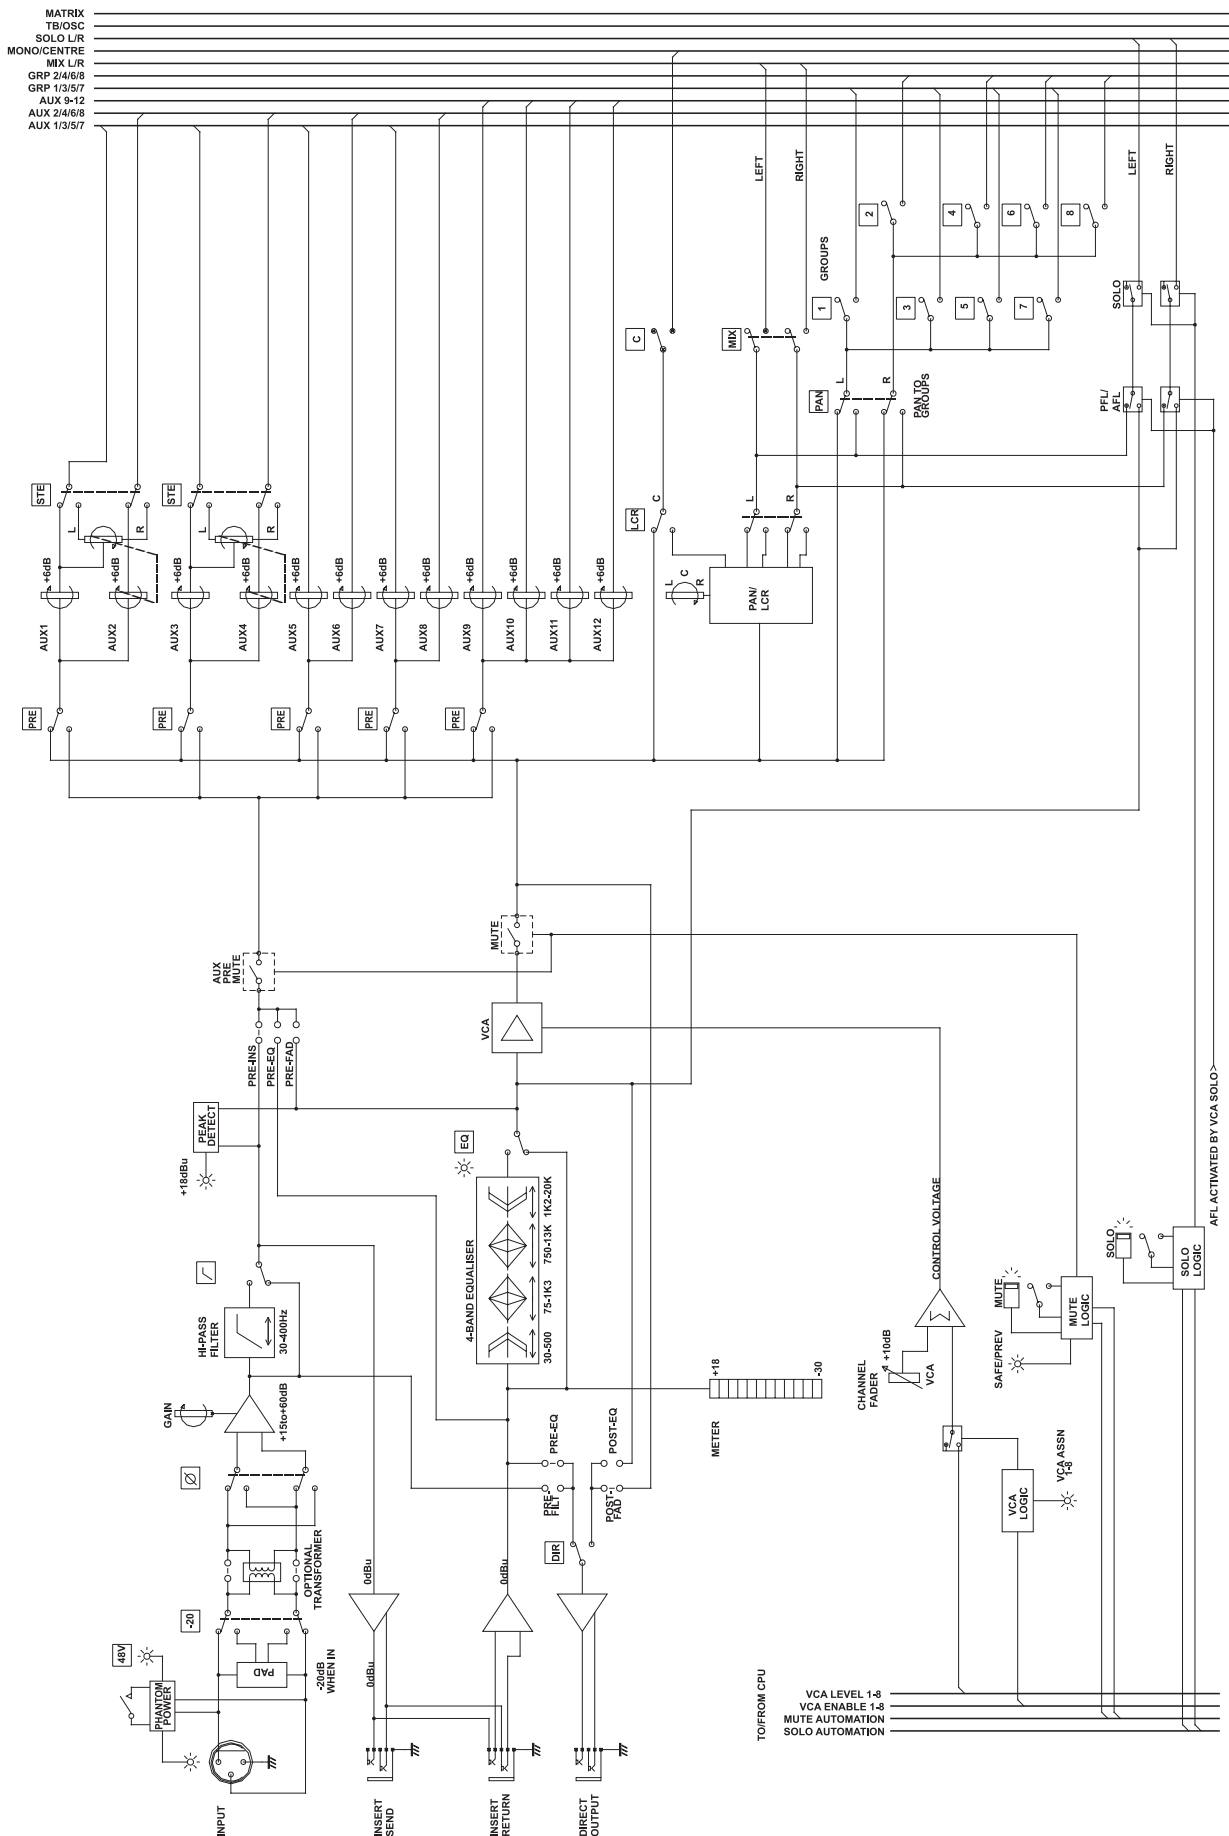 MATRIX
TB/OSC
SOLO L/R
MONO/CENTRE
MIX L/R
GRP 2/4/6/8
GRP 1/3/5/7
AUX 9-12
AUX 2/4/6/8
AUX 1/3/5/7
LEFT
RIGHT
LEFT
RIGHT
2
4
6
8
GROUPS
1
3
5
7
SOLO
C
MIX
L
R
PAN
PAN TO
GROUPS
PFL/
AFL
STE
L
R
STE
L
R
LCR
C
L
R
+6dB
+6dB
+6dB
+6dB
+6dB
+6dB
+6dB
+6dB
+6dB
+6dB
+6dB
+6dB
L
C
R
PAN/
LCR
AUX1
AUX2
AUX3
AUX4
AUX5
AUX6
AUX7
AUX8
AUX9
AUX10
AUX11
AUX12
PRE
PRE
PRE
PRE
PRE
AUX
PRE
MUTE
MUTE
VCA
PRE-INS
PRE-EQ
PRE-FAD
PEAK
DETECT
+18dBu
EQ
4-BAND EQUALISER
1K2-20K
750-13K
75-1K3
30-500
HI-PASS
FILTER
30-400Hz
GAIN
+15to+60dB
Ø
OPTIONAL
TRANSFORMER
-20
PAD
-20dB
WHEN IN
48V
PHANTOM
POWER
INPUT
0dBu
0dBu
INSERT
SEND
0dBu
INSERT
RETURN
PRE-EQ
PRE-
FILT
POST-EQ
POST-
FAD
DIR
DIRECT
OUTPUT
+18
-30
METER
CONTROL VOLTAGE
CHANNEL
FADER
+10dB
VCA
VCA
LOGIC
VCA ASSN
1-8
SAFE/PREV
MUTE
MUTE
LOGIC
SOLO
SOLO
LOGIC
AFL ACTIVATED BY VCA SOLO>
TO/FROM CPU
VCA LEVEL 1-8
VCA ENABLE 1-8
MUTE AUTOMATION
SOLO AUTOMATION